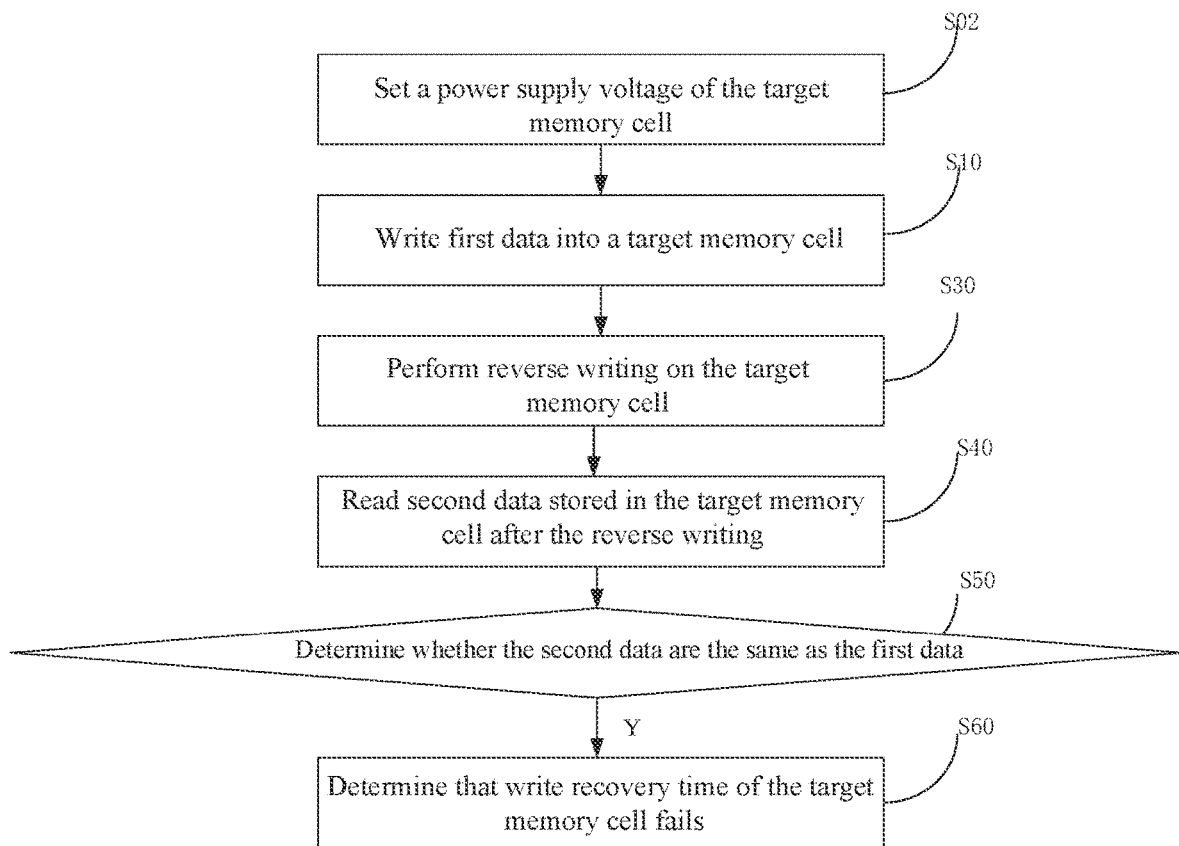 S02
Set a power supply voltage of the target
memory cell
S10
Write first data into a target memory cell
S30
Perform reverse writing on the target
memory cell
S40
Read second data stored in the target memory
cell after the reverse writing
S50
Determine whether the second data are the same as the first data
Y
S60
Determine that write recovery time of the target
memory cell fails